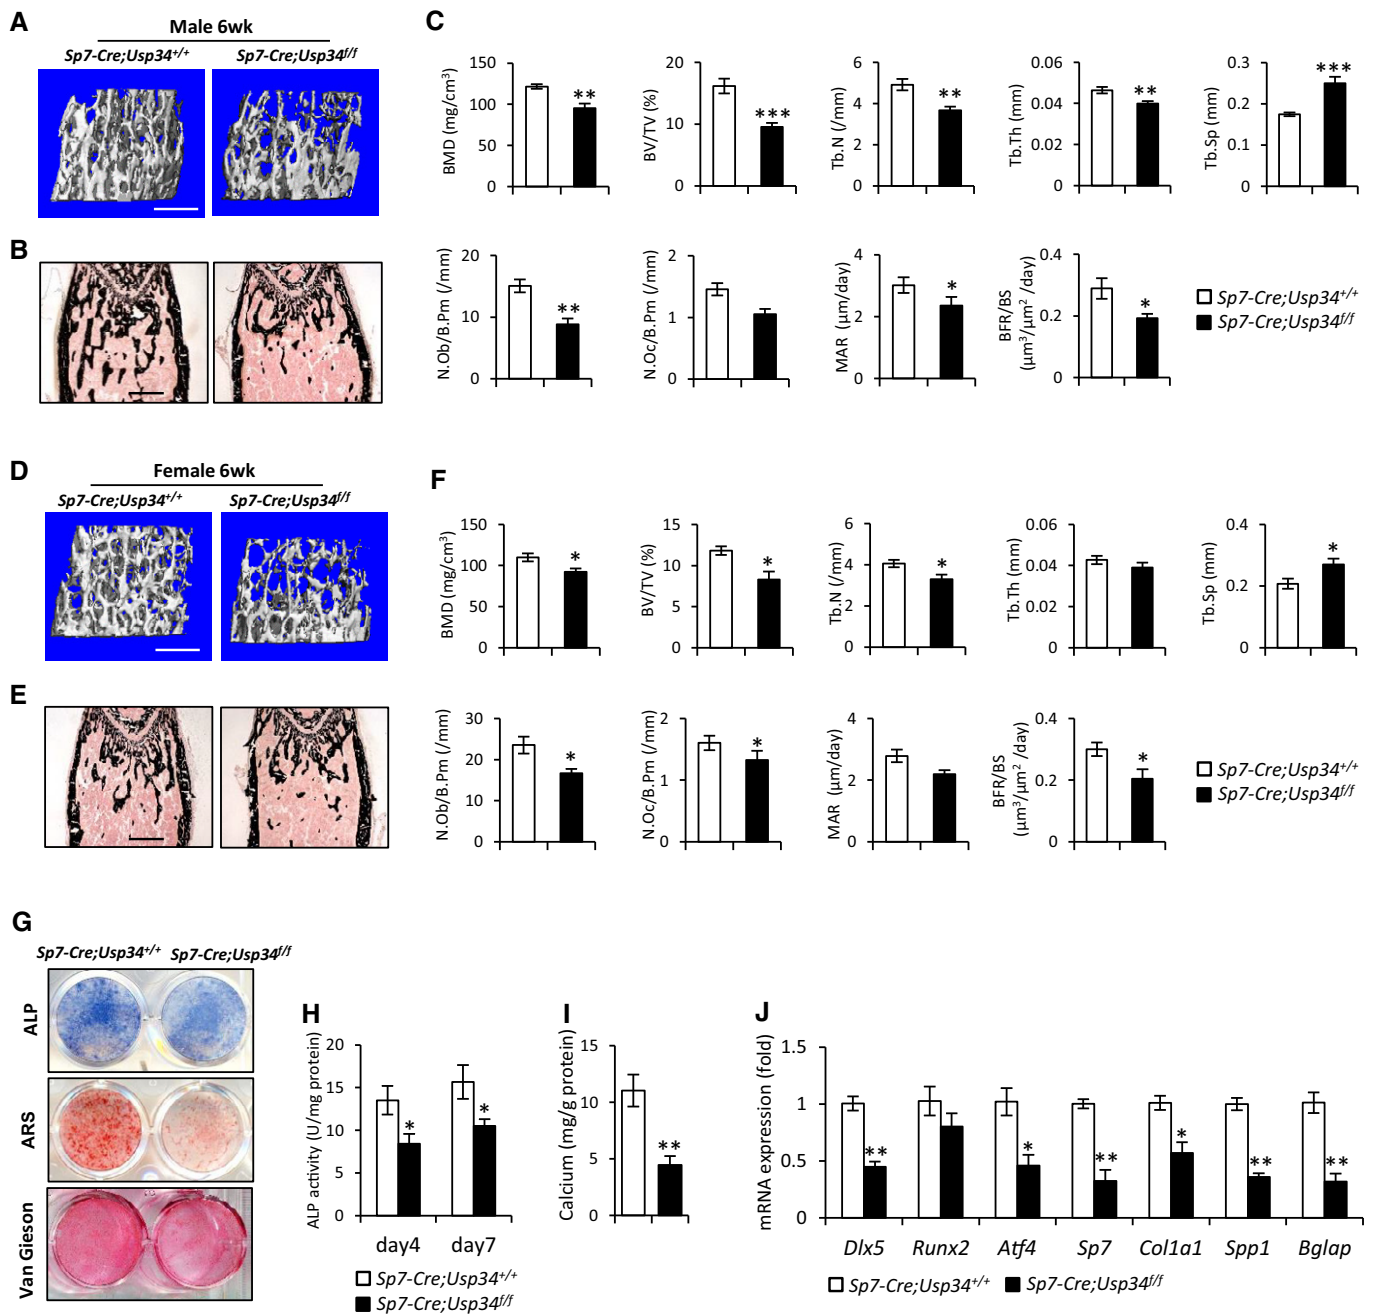 A
Male 6wk
Sp7-Cre;Usp34+/+
Sp7-Cre;Usp34f/f
B
C
BMD (mg/cm3)
150
100
50
0
**
BV/TV (%)
20
10
0
***
Tb.N (/mm)
6
4
2
0
**
Tb.Th (mm)
0.06
0.04
0.02
0
**
Tb.Sp (mm)
0.3
0.2
0.1
0
***
N.Ob/B.Pm (/mm)
20
10
0
**
N.Oc/B.Pm (/mm)
2
1
0
MAR (μm/day)
4
2
0
*
BFR/BS
(μm3/μm2 /day)
0.4
0.2
0
*
Sp7-Cre;Usp34+/+
Sp7-Cre;Usp34f/f
D
Female 6wk
Sp7-Cre;Usp34+/+
Sp7-Cre;Usp34f/f
E
F
BMD (mg/cm3)
150
100
50
0
*
BV/TV (%)
15
10
5
0
*
Tb.N (/mm)
6
4
2
0
*
Tb.Th (mm)
0.06
0.04
0.02
0
Tb.Sp (mm)
0.4
0.2
0
*
N.Ob/B.Pm (/mm)
30
20
10
0
*
N.Oc/B.Pm (/mm)
2
1
0
*
MAR (μm/day)
4
2
0
BFR/BS
(μm3/μm2 /day)
0.4
0.2
0
*
Sp7-Cre;Usp34+/+
Sp7-Cre;Usp34f/f
G
Sp7-Cre;Usp34+/+
Sp7-Cre;Usp34f/f
ALP
ARS
Van Gieson
H
ALP activity (U/mg protein)
20
15
10
5
0
*
*
day4
day7
Sp7-Cre;Usp34+/+
Sp7-Cre;Usp34f/f
I
Calcium (mg/g protein)
15
10
5
0
**
J
mRNA expression (fold)
1.5
1
0.5
0
**
*
**
*
**
**
Dlx5
Runx2
Atf4
Sp7
Col1a1
Spp1
Bglap
Sp7-Cre;Usp34+/+
Sp7-Cre;Usp34f/f